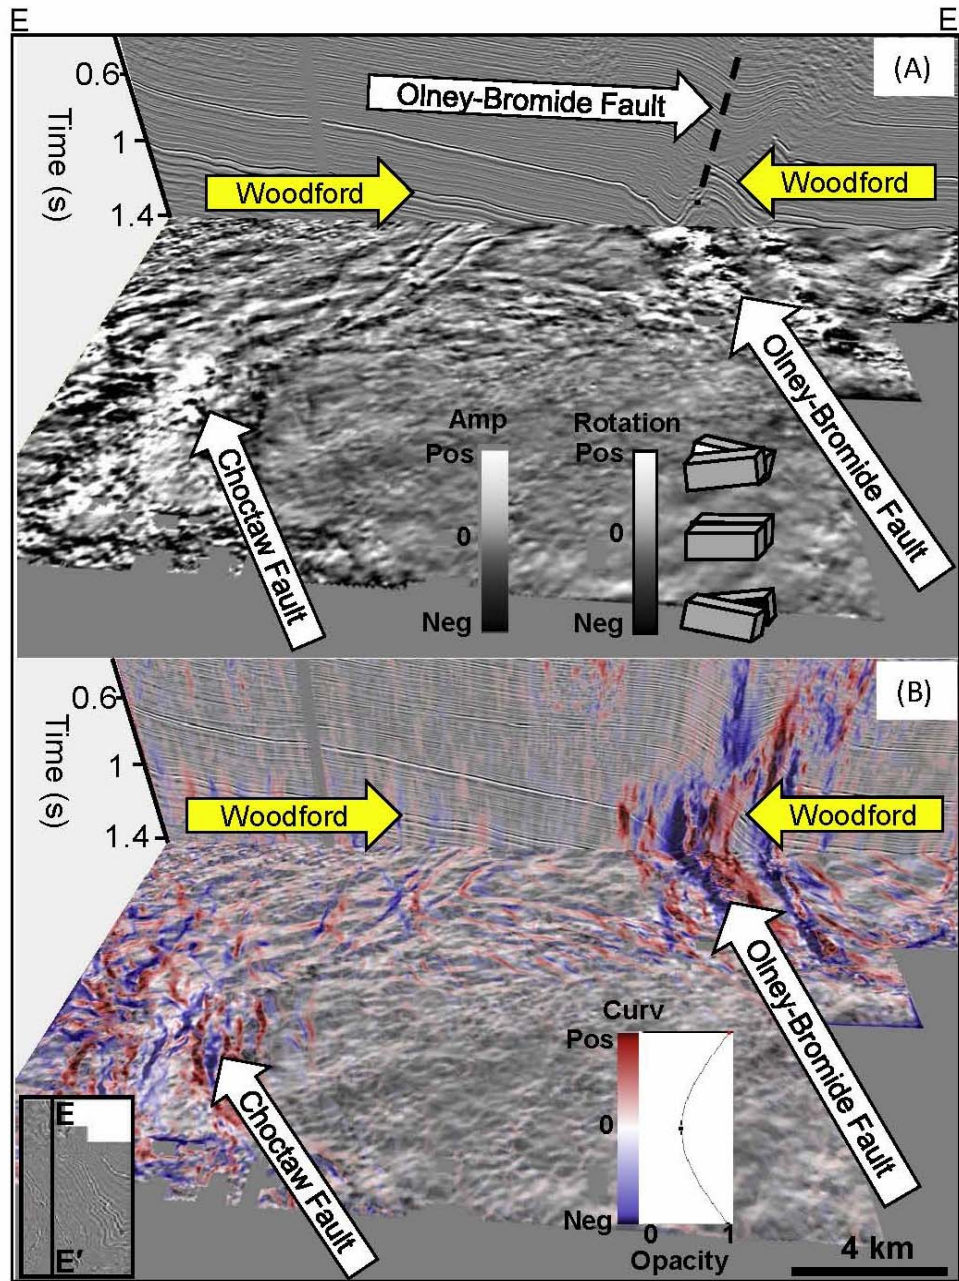 E
E
(A)
0.6
Olney-Bromide Fault
Time (s)
1
Woodford
Woodford
1.4
Olney-Bromide Fault
Choctaw Fault
Amp
Pos
0
Neg
Rotation
Pos
0
Neg
(B)
0.6
Time (s)
1
Woodford
Woodford
1.4
Olney-Bromide Fault
Choctaw Fault
Curv
Pos
0
Neg
0
1
Opacity
E
E'
4 km